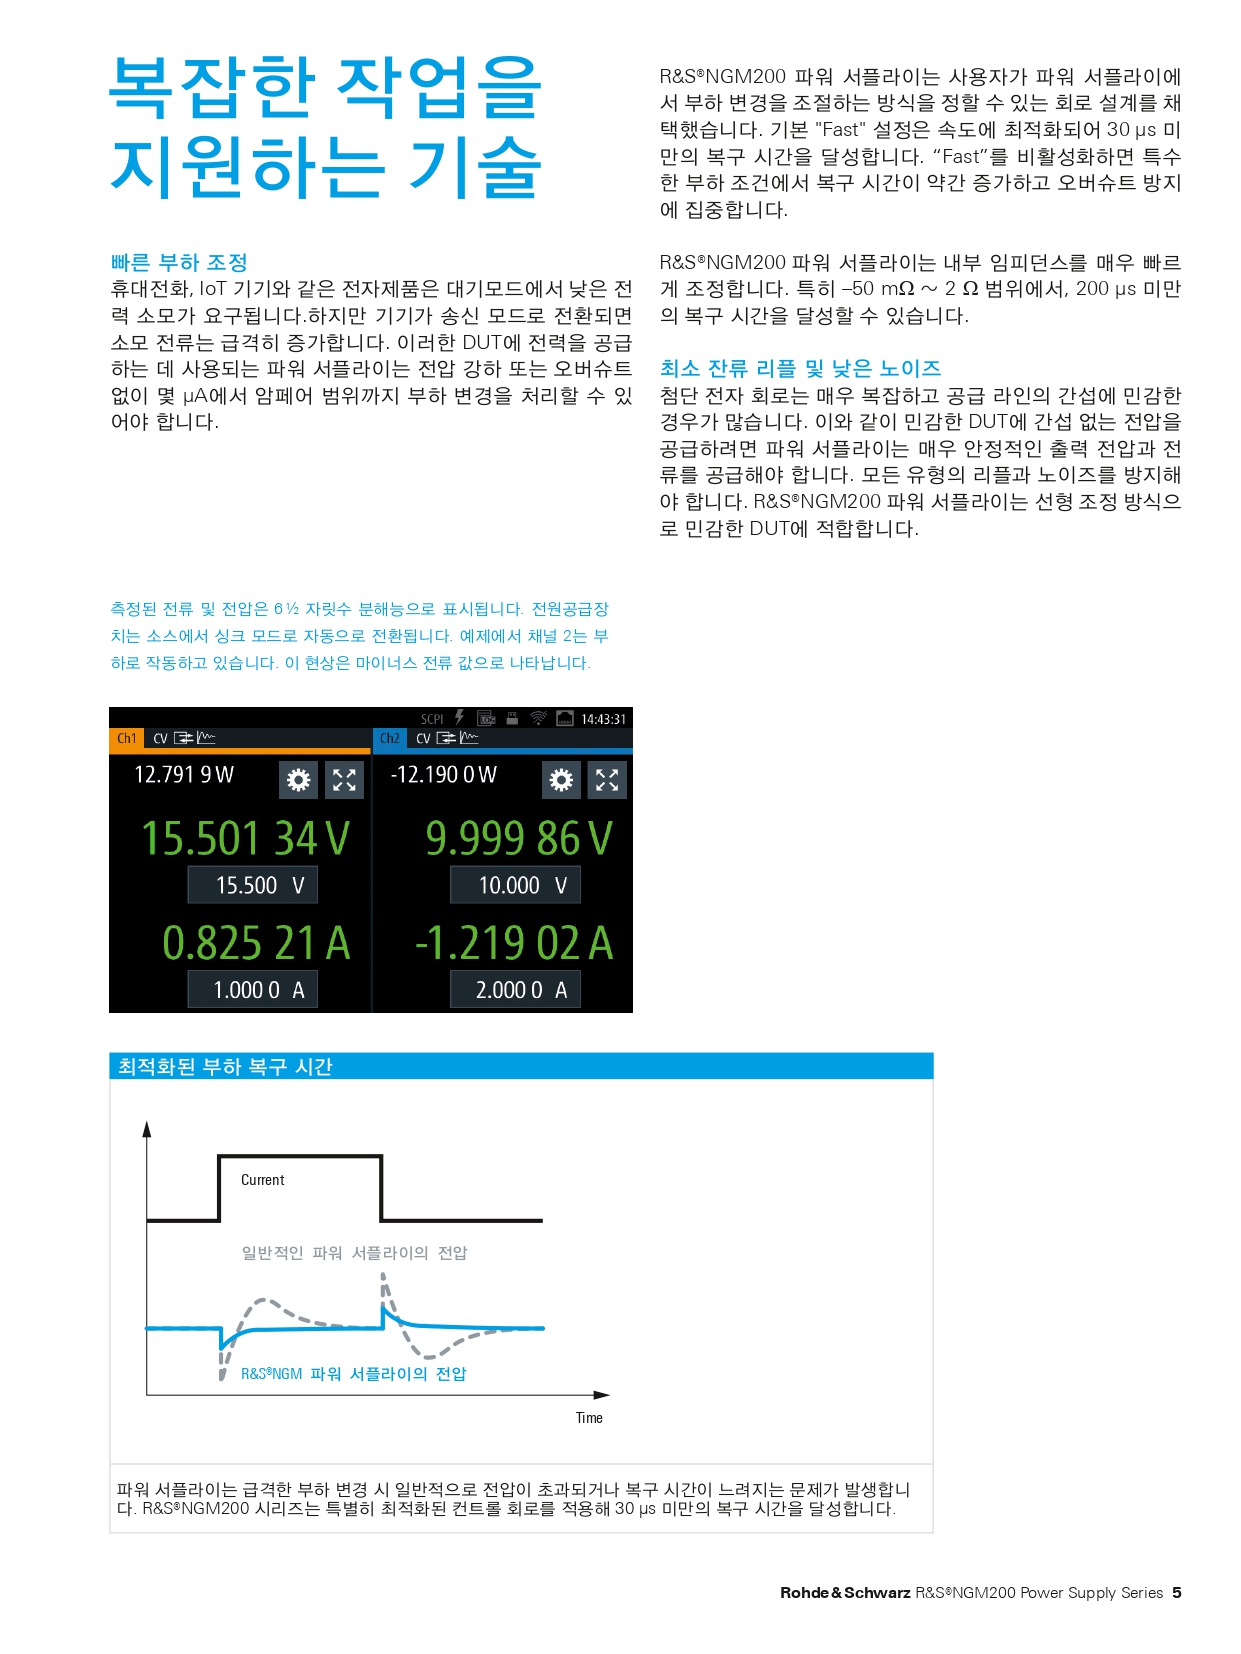 복잡한 작업을
지원하는 기술
빠른 부하 조정
휴대전화, IoT 기기와 같은 전자제품은 대기모드에서 낮은 전
력 소모가 요구됩니다.하지만 기기가 송신 모드로 전환되면
소모 전류는 급격히 증가합니다. 이러한 DUT에 전력을 공급
하는 데 사용되는 파워 서플라이는 전압 강하 또는 오버슈트
없이 몇 µA에서 암페어 범위까지 부하 변경을 처리할 수 있
어야 합니다.
R&S®NGM200 파워 서플라이는 사용자가 파워 서플라이에
서 부하 변경을 조절하는 방식을 정할 수 있는 회로 설계를 채
택했습니다. 기본 "Fast" 설정은 속도에 최적화되어 30 µs 미
만의 복구 시간을 달성합니다. “Fast”를 비활성화하면 특수
한 부하 조건에서 복구 시간이 약간 증가하고 오버슈트 방지
에 집중합니다.
R&S®NGM200 파워 서플라이는 내부 임피던스를 매우 빠르
게 조정합니다. 특히 –50 mΩ ~ 2 Ω 범위에서, 200 µs 미만
의 복구 시간을 달성할 수 있습니다.
최소 잔류 리플 및 낮은 노이즈
첨단 전자 회로는 매우 복잡하고 공급 라인의 간섭에 민감한
경우가 많습니다. 이와 같이 민감한 DUT에 간섭 없는 전압을
공급하려면 파워 서플라이는 매우 안정적인 출력 전압과 전
류를 공급해야 합니다. 모든 유형의 리플과 노이즈를 방지해
야 합니다. R&S®NGM200 파워 서플라이는 선형 조정 방식으
로 민감한 DUT에 적합합니다.
측정된 전류 및 전압은 6 ½ 자릿수 분해능으로 표시됩니다. 전원공급장
치는 소스에서 싱크 모드로 자동으로 전환됩니다. 예제에서 채널 2는 부
하로 작동하고 있습니다. 이 현상은 마이너스 전류 값으로 나타납니다.
SCPI LOG 14:43:31
Ch1 CV Ch2 CV
12.791 9 W -12.190 0 W
15.501 34 V 9.999 86 V
15.500 V 10.000 V
0.825 21 A -1.219 02 A
1.000 0 A 2.000 0 A
최적화된 부하 복구 시간
Current
일반적인 파워 서플라이의 전압
R&S®NGM 파워 서플라이의 전압
Time
파워 서플라이는 급격한 부하 변경 시 일반적으로 전압이 초과되거나 복구 시간이 느려지는 문제가 발생합니
다. R&S®NGM200 시리즈는 특별히 최적화된 컨트롤 회로를 적용해 30 µs 미만의 복구 시간을 달성합니다.
Rohde & Schwarz R&S®NGM200 Power Supply Series 5